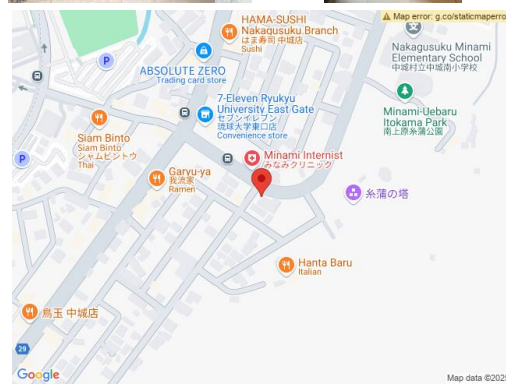 Map error: g.co/staticmaperro
HAMA-SUSHI
Nakagusuku Branch
はま寿司 中城店
Sushi
Nakagusuku Minami
Elementary School
中城村立中城南小学校
P
ABSOLUTE ZERO
Trading card store
7-Eleven Ryukyu
University East Gate
セブンイレブン
琉球大学東口店
Convenience store
Minami-Uebaru
Itokama Park
南上原糸蒲公園
Siam Binto
Siam Binto
シャムビントウ
Thai
P
Minami Internist
みなみクリニック
Garyu-ya
我流家
Ramen
糸蒲の塔
Hanta Baru
Italian
鳥玉 中城店
29
Google
Map data ©2025